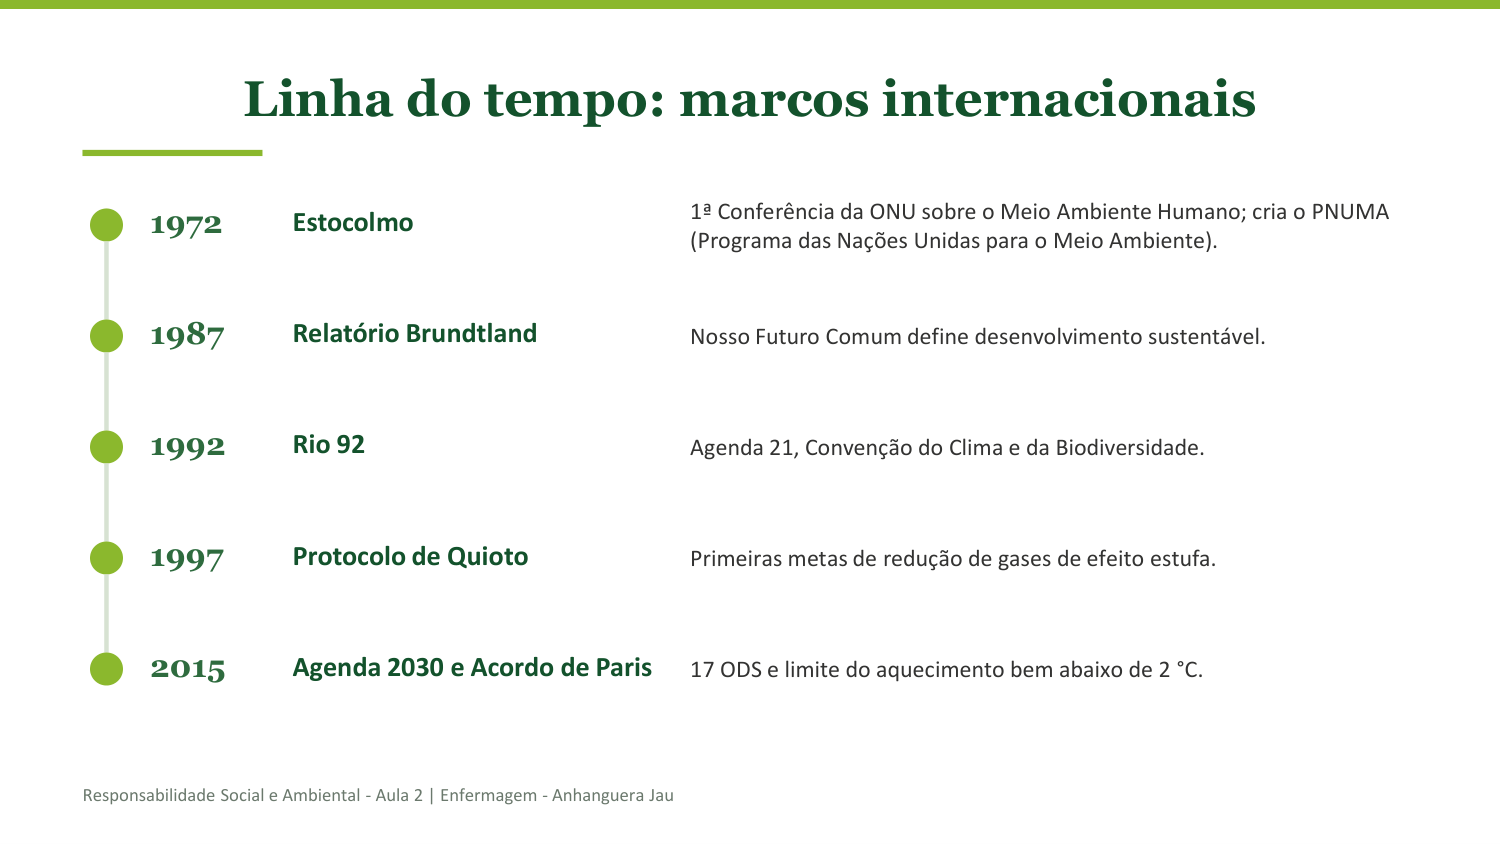 Linha do tempo: marcos internacionais
1972
Estocolmo
1ª Conferência da ONU sobre o Meio Ambiente Humano; cria o PNUMA
(Programa das Nações Unidas para o Meio Ambiente).
1987
Relatório Brundtland
Nosso Futuro Comum define desenvolvimento sustentável.
1992
Rio 92
Agenda 21, Convenção do Clima e da Biodiversidade.
1997
Protocolo de Quioto
Primeiras metas de redução de gases de efeito estufa.
2015
Agenda 2030 e Acordo de Paris
17 ODS e limite do aquecimento bem abaixo de 2 °C.
Responsabilidade Social e Ambiental - Aula 2 | Enfermagem - Anhanguera Jau